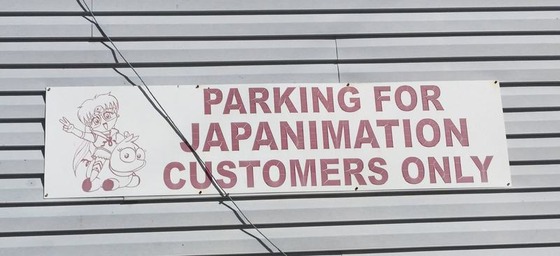 PARKING FOR
JAPANIMATION
CUSTOMERS ONLY